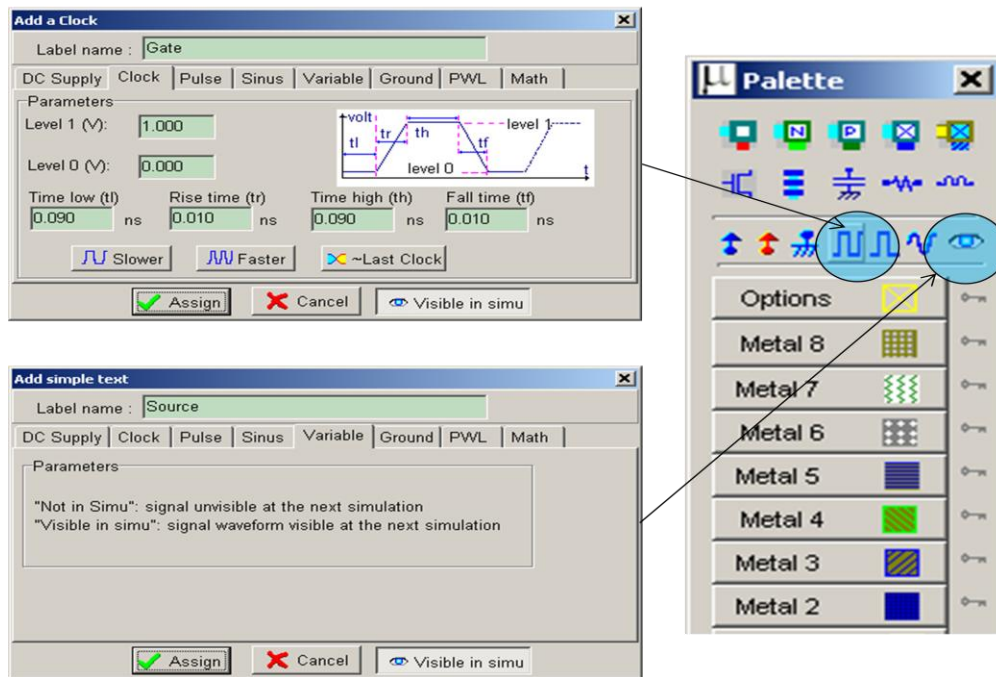 Add a Clock
Label name : Gate
DC Supply Clock Pulse Sinus Variable Ground PWL Math
Parameters
Level 1 (V): 1.000
Level 0 (V): 0.000
volt
tl tr th tf level 1
level 0 t
Time low (tl) Rise time (tr) Time high (th) Fall time (tf)
0.090 ns 0.010 ns 0.090 ns 0.010 ns
Slower Faster ~Last Clock
Assign Cancel Visible in simu
Add simple text
Label name : Source
DC Supply Clock Pulse Sinus Variable Ground PWL Math
Parameters
"Not in Simu": signal unvisible at the next simulation
"Visible in simu": signal waveform visible at the next simulation
Assign Cancel Visible in simu
µ Palette
N P
Options
Metal 8
Metal 7
Metal 6
Metal 5
Metal 4
Metal 3
Metal 2